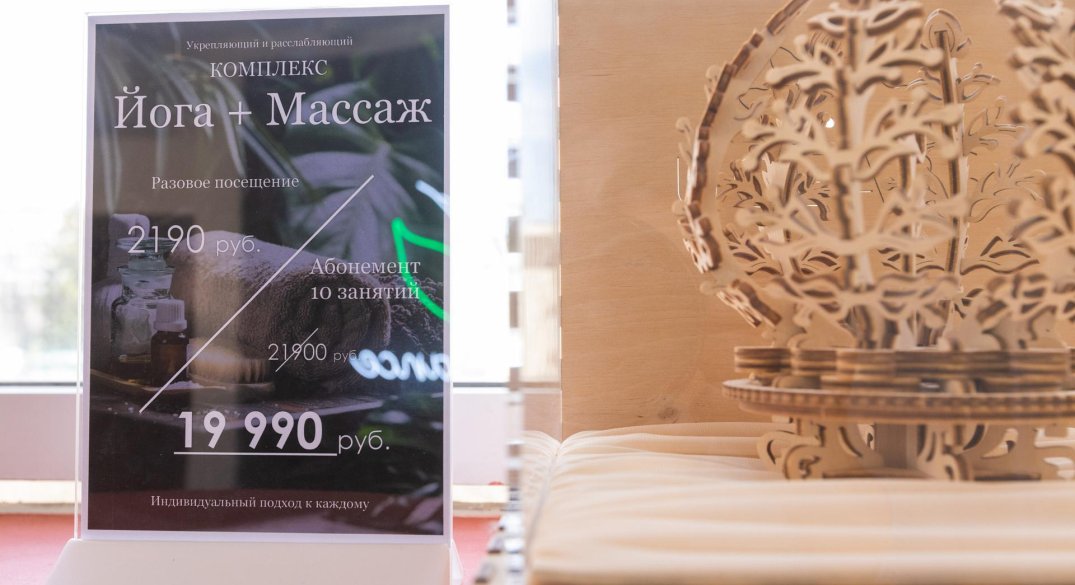 Укрепляющий и расслабляющий
КОМПЛЕКС
Йога + Массаж
Разовое посещение
2190 руб.
Абонемент
10 занятий
21900 руб.
19 990 руб.
Индивидуальный подход к каждому